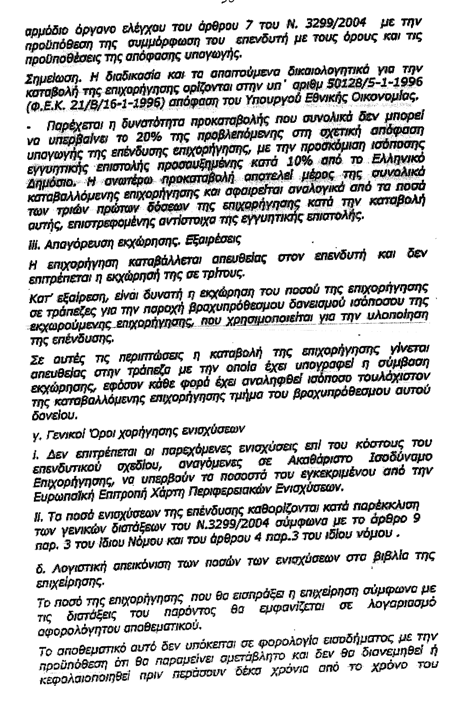 αρμόδιο όργανο ελέγχου του άρθρου 7 του Ν. 3299/2004 με την
προϋπόθεση της συμμόρφωση του επενδυτή με τους όρους και τις
προϋποθέσεις της απόφασης υπαγωγής.
Σημείωση. Η διαδικασία και τα απαιτούμενα δικαιολογητικά για την
καταβολή της επιχορήγησης ορίζονται στην υπ' αριθμ 50128/5-1-1996
(Φ.Ε.Κ. 21/Β/16-1-1996) απόφαση του Υπουργού Εθνικής Οικονομίας,
- Παρέχεται η δυνατότητα προκαταβολής που συνολικά δεν μπορεί
να υπερβαίνει το 20% της προβλεπόμενης στη σχετική απόφαση
υπαγωγής της επένδυσης επιχορήγησης, με την προσκόμιση ισόποσης
εγγυητικής επιστολής προσαυξημένης κατά 10% από το Ελληνικό
Δημόσιο. Η ανωτέρω προκαταβολή αποτελεί μέρος της συνολικά
καταβαλλόμενης επιχορήγησης και αφαιρείται αναλογικά από τα ποσά
των τριών πρώτων δόσεων της επιχορήγησης κατά την καταβολή
αυτής, επιστρεφομένης αντίστοιχα της εγγυητικής επιστολής.
iii. Απαγόρευση εκχώρησης. Εξαιρέσεις
Η επιχορήγηση καταβάλλεται απευθείας στον επενδυτή και δεν
επιτρέπεται η εκχώρησή της σε τρίτους.
Κατ' εξαίρεση, είναι δυνατή η εκχώρηση του ποσού της επιχορήγησης
σε τράπεζες για την παροχή βραχυπρόθεσμου δανεισμού ισόποσου της
εκχωρούμενης επιχορήγησης, που χρησιμοποιείται για την υλοποίηση
της επένδυσης.
Σε αυτές τις περιπτώσεις η καταβολή της επιχορήγησης γίνεται
απευθείας στην τράπεζα με την οποία έχει υπογραφεί η σύμβαση
εκχώρησης, εφόσον κάθε φορά έχει αναληφθεί ισόποσο τουλάχιστον
της καταβαλλόμενης επιχορήγησης τμήμα του βραχυπρόθεσμου αυτού
δανείου.
γ. Γενικοί Όροι χορήγησης ενισχύσεων
i. Δεν επιτρέπεται οι παρεχόμενες ενισχύσεις επί του κόστους του
επενδυτικού σχεδίου, αναγόμενες σε Ακαθάριστο Ισοδύναμο
Επιχορήγησης, να υπερβούν τα ποσοστά του εγκεκριμένου από την
Ευρωπαϊκή Επιτροπή Χάρτη Περιφερειακών Ενισχύσεων.
ii. Τα ποσά ενισχύσεως της επένδυσης καθορίζονται κατά παρέκκλιση
των γενικών διατάξεων του Ν.3299/2004 σύμφωνα με το άρθρο 9
παρ. 3 του ίδιου Νόμου και του άρθρου 4 παρ.3 του ιδίου νόμου .
δ. Λογιστική απεικόνιση των ποσών των ενισχύσεων στα βιβλία της
επιχείρησης.
Το ποσό της επιχορήγησης που θα εισπράξει η επιχείρηση σύμφωνα με
τις διατάξεις του παρόντος θα εμφανίζεται σε λογαριασμό
αφορολόγητου αποθεματικού.
Το αποθεματικό αυτό δεν υπόκειται σε φορολογία εισοδήματος με την
προϋπόθεση ότι θα παραμείνει αμετάβλητο και δεν θα διανεμηθεί ή
κεφαλαιοποιηθεί πριν περάσουν δέκα χρόνια από το χρόνο του